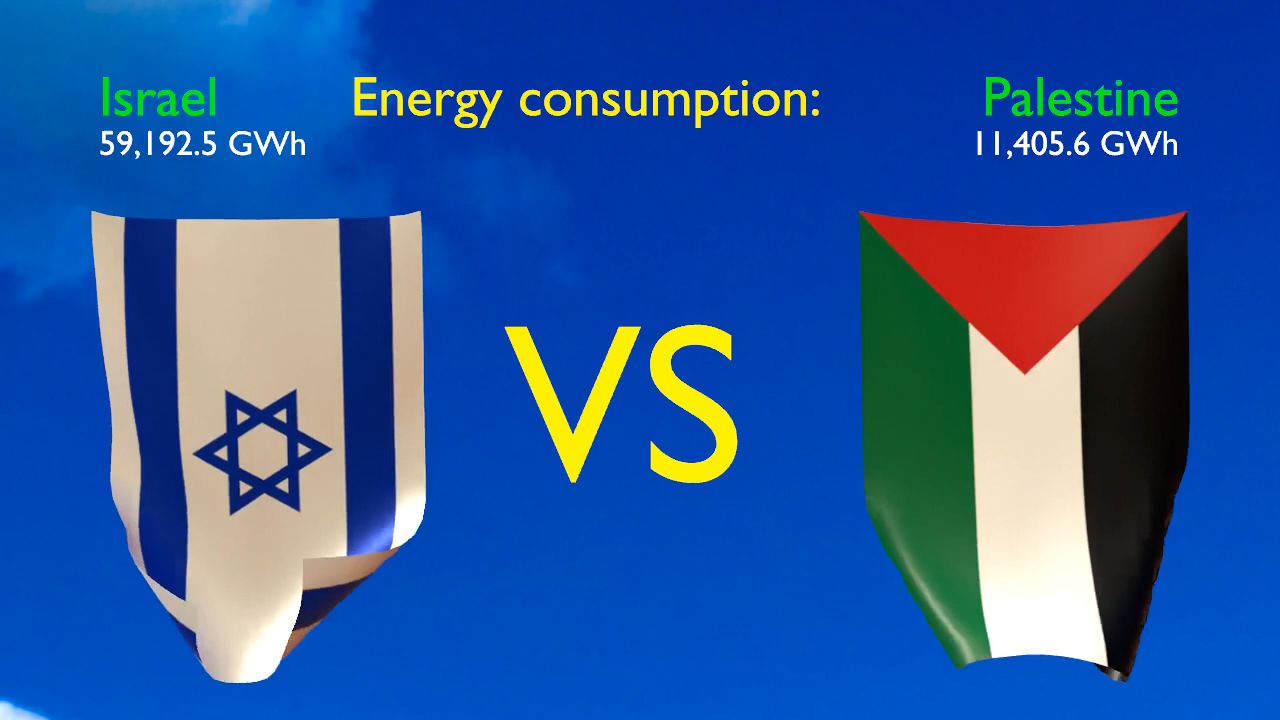 Israel
Energy consumption:
Palestine
59,192.5 GWh
11,405.6 GWh
VS